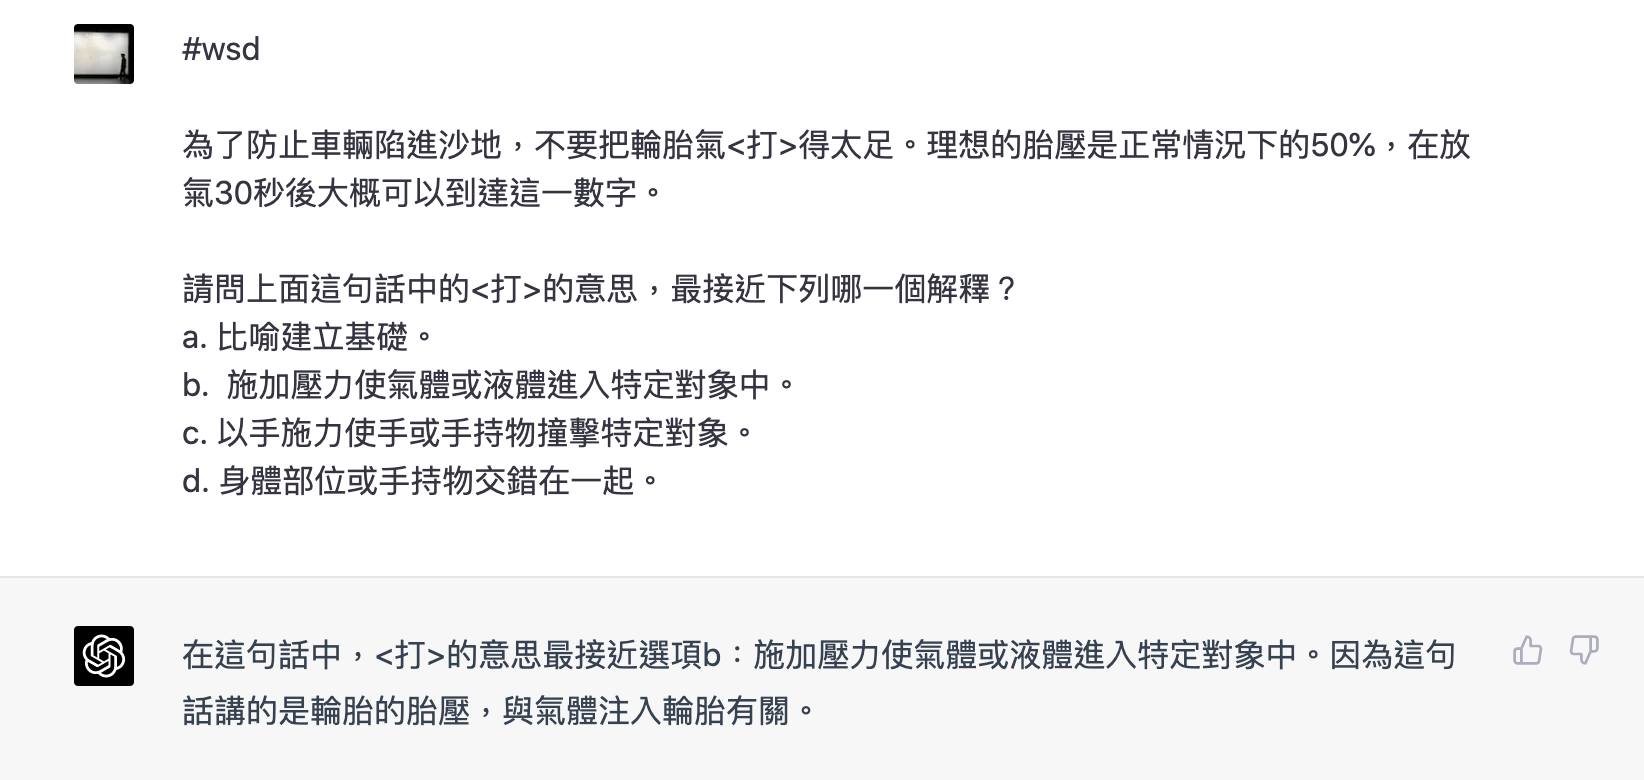 #wsd
為了防止車輛陷進沙地，不要把輪胎氣<打>得太足。理想的胎壓是正常情況下的50%，在放
氣30秒後大概可以到達這一數字。
請問上面這句話中的<打>的意思，最接近下列哪一個解釋？
a. 比喻建立基礎。
b.  施加壓力使氣體或液體進入特定對象中。
c. 以手施力使手或手持物撞擊特定對象。
d. 身體部位或手持物交錯在一起。
在這句話中，<打>的意思最接近選項b：施加壓力使氣體或液體進入特定對象中。因為這句
話講的是輪胎的胎壓，與氣體注入輪胎有關。